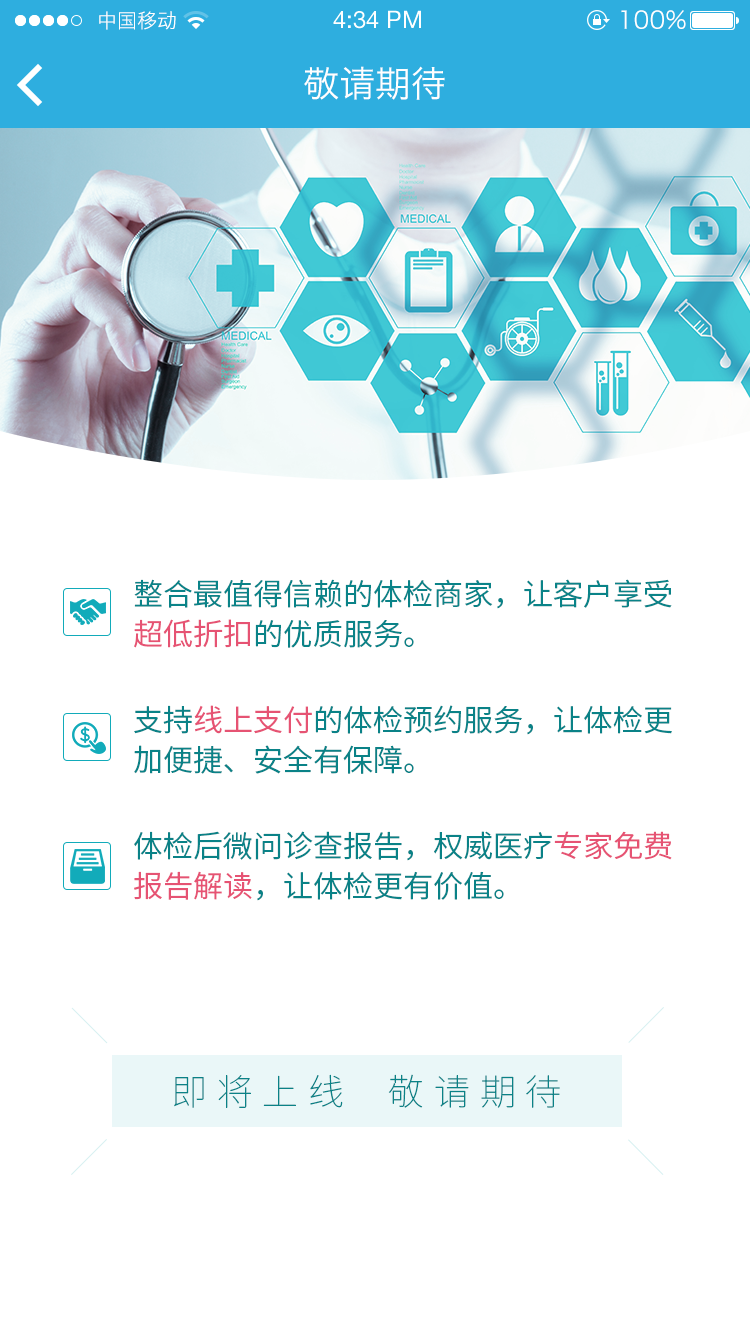 中国移动 4:34 PM 100%
敬请期待
MEDICAL
MEDICAL
Health Care
整合最值得信赖的体检商家，让客户享受
超低折扣的优质服务。
支持线上支付的体检预约服务，让体检更
加便捷、安全有保障。
体检后微问诊查报告，权威医疗专家免费
报告解读，让体检更有价值。
即将上线 敬请期待